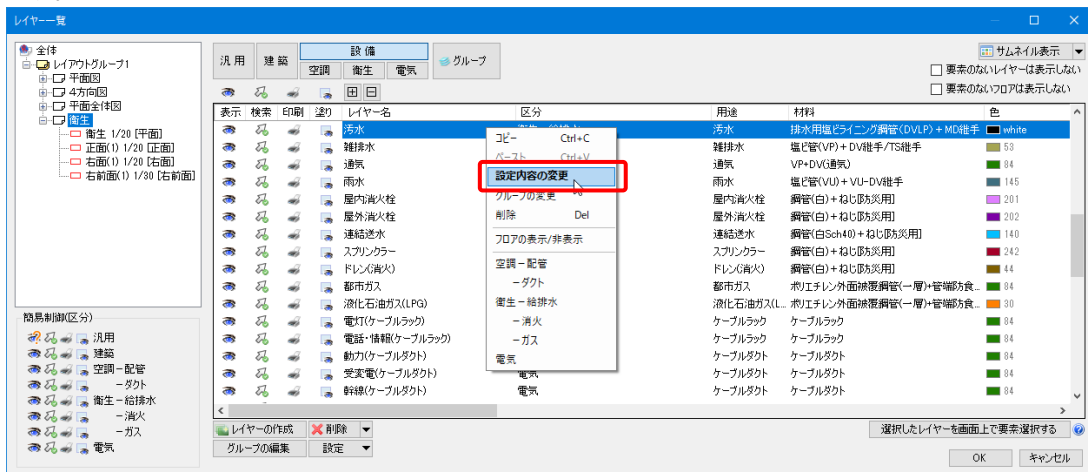 レイヤー一覧
全体
レイアウトグループ1
平面図
4方向図
平面全体図
衛生
衛生 1/20 [平面]
正面(1) 1/20 [正面]
右面(1) 1/20 [右面]
右前面(1) 1/30 [右前面]
簡易制御(区分)
汎用
建築
空調－配管
－ダクト
衛生－給排水
－消火
－ガス
電気
汎用 建築 設備 グループ
空調 衛生 電気
サムネイル表示
要素のないレイヤーは表示しない
要素のないフロアは表示しない
表示 検索 印刷 塗り レイヤー名 区分 用途 材料 色
汚水 汚水 排水用塩ビライニング鋼管(DVLP)+MD継手 white
雑排水 雑排水 塩ビ管(VP)+DV継手/TS継手 53
通気 通気 VP+DV(通気) 84
雨水 雨水 塩ビ管(VU)+VU-DV継手 145
屋内消火栓 屋内消火栓 鋼管(白)+ねじ(防災用) 201
屋外消火栓 屋外消火栓 鋼管(白)+ねじ(防災用) 202
連結送水 連結送水 鋼管(白Sch40)+ねじ(防災用) 140
スプリンクラー スプリンクラー 鋼管(白)+ねじ(防災用) 242
ドレン(消火) ドレン(消火) 鋼管(白)+ねじ(防災用) 44
都市ガス 都市ガス ポリエチレン外面被覆鋼管(一層)+管端防食... 84
液化石油ガス(LPG) 液化石油ガス(L... ポリエチレン外面被覆鋼管(一層)+管端防食... 30
電灯(ケーブルラック) ケーブルラック ケーブルラック 84
電話・情報(ケーブルラック) ケーブルラック ケーブルラック 84
動力(ケーブルダクト) ケーブルダクト ケーブルダクト 84
受変電(ケーブルダクト) 電気 ケーブルダクト ケーブルダクト 84
幹線(ケーブルダクト) 電気 ケーブルダクト ケーブルダクト 84
コピー Ctrl+C
ペースト Ctrl+V
設定内容の変更
グループの変更
削除 Del
フロアの表示/非表示
空調－配管
－ダクト
衛生－給排水
－消火
－ガス
電気
レイヤーの作成 削除
選択したレイヤーを画面上で要素選択する
グループの編集 設定
OK キャンセル